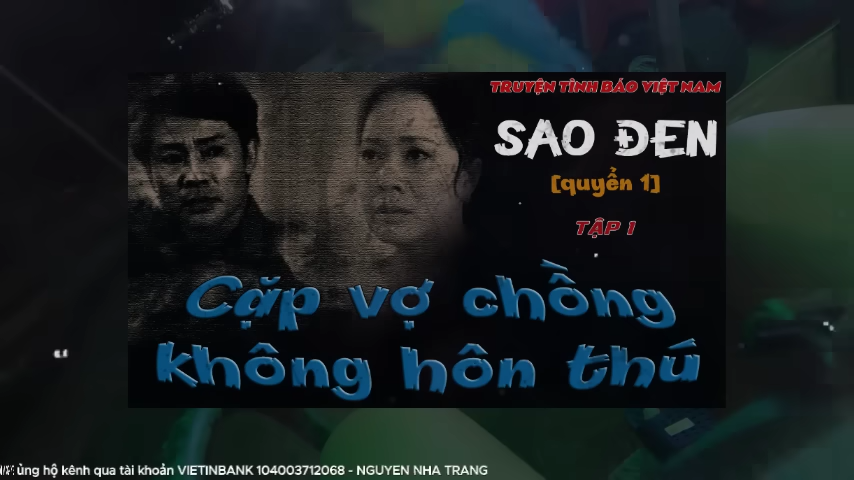 TRUYỆN TÌNH BÁO VIỆT NAM
SAO ĐEN
[quyển 1]
TẬP 1
Cặp vợ chồng
không hôn thú
ủng hộ kênh qua tài khoản VIETINBANK 104003712068 - NGUYEN NHA TRANG